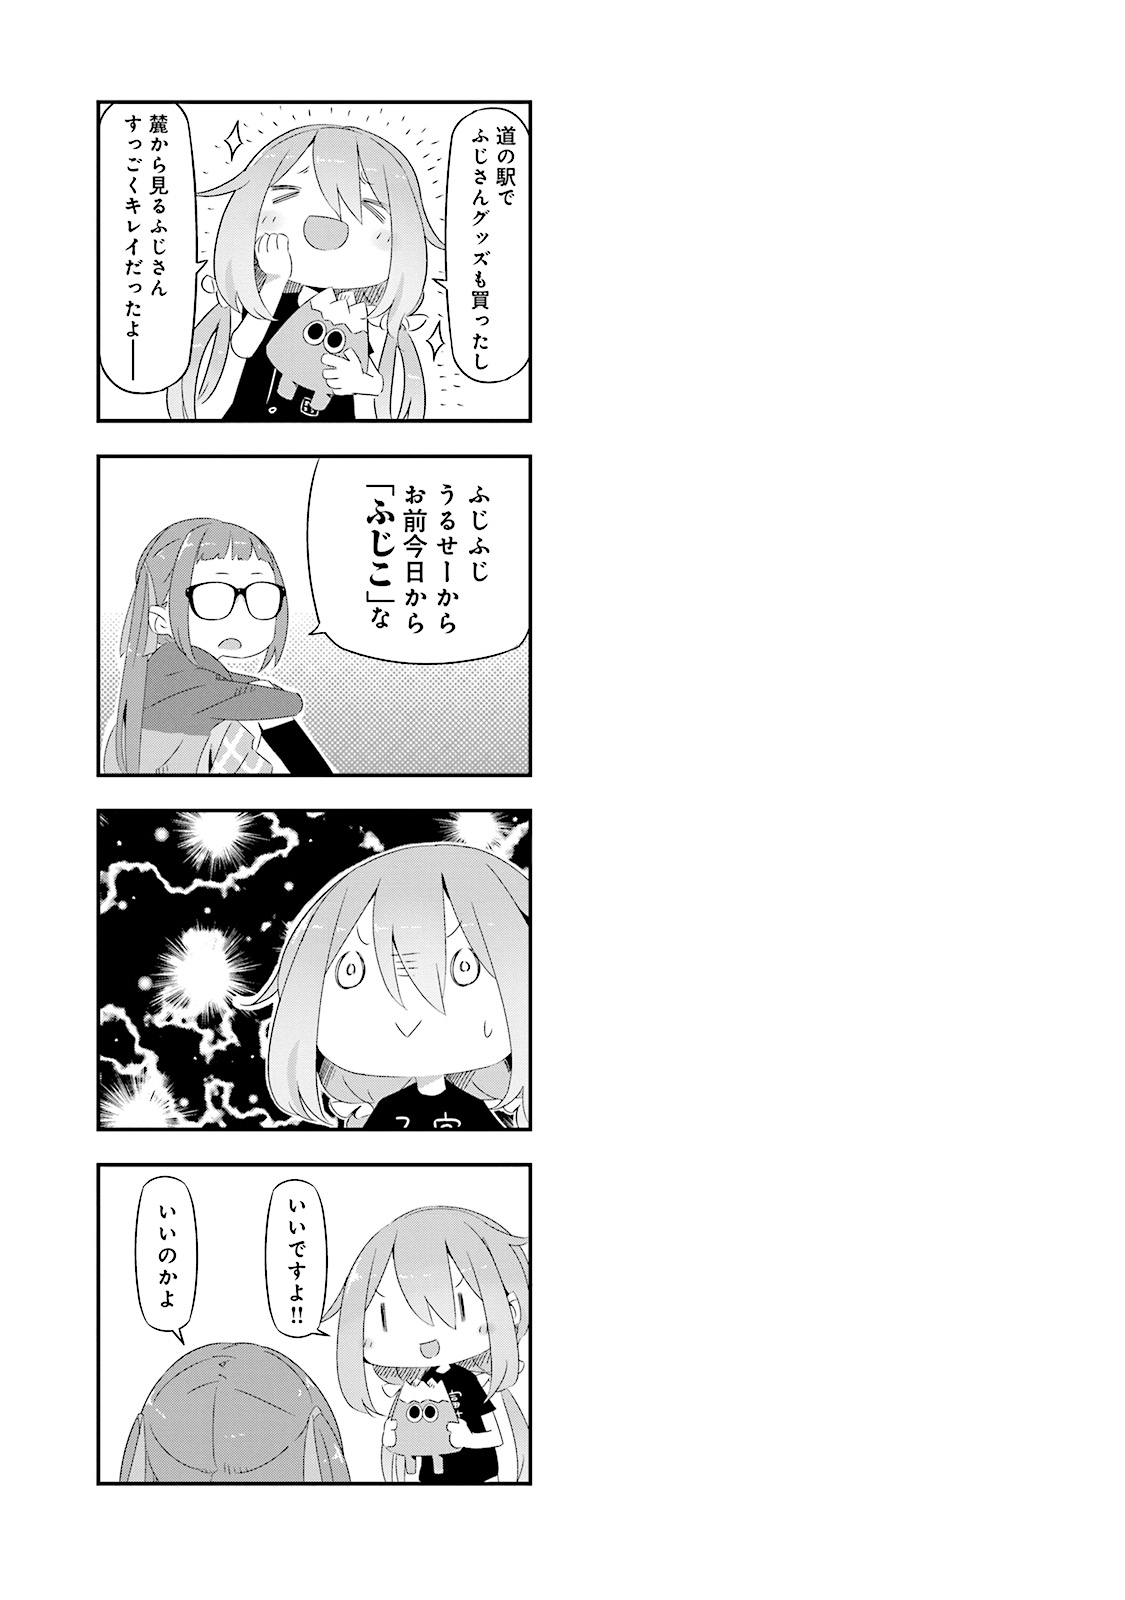 道の駅で
ふじさんグッズも買ったし
麓から見るふじさん
すっごくキレイだったよ――
ふじふじ
うるせーから
お前今日から
「ふじこ」な
いいですよ!!
いいのかよ